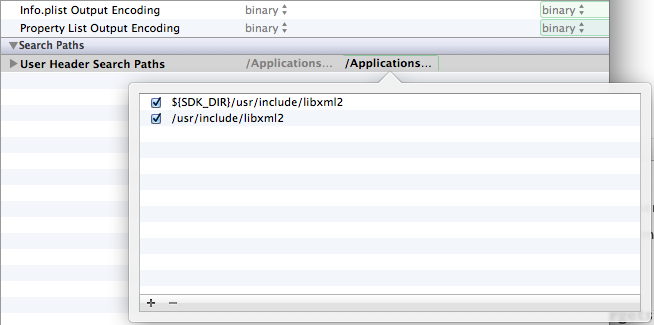 Info.plist Output Encoding binary binary
Property List Output Encoding binary binary
Search Paths
User Header Search Paths /Applications... /Applications...
${SDK_DIR}/usr/include/libxml2
/usr/include/libxml2